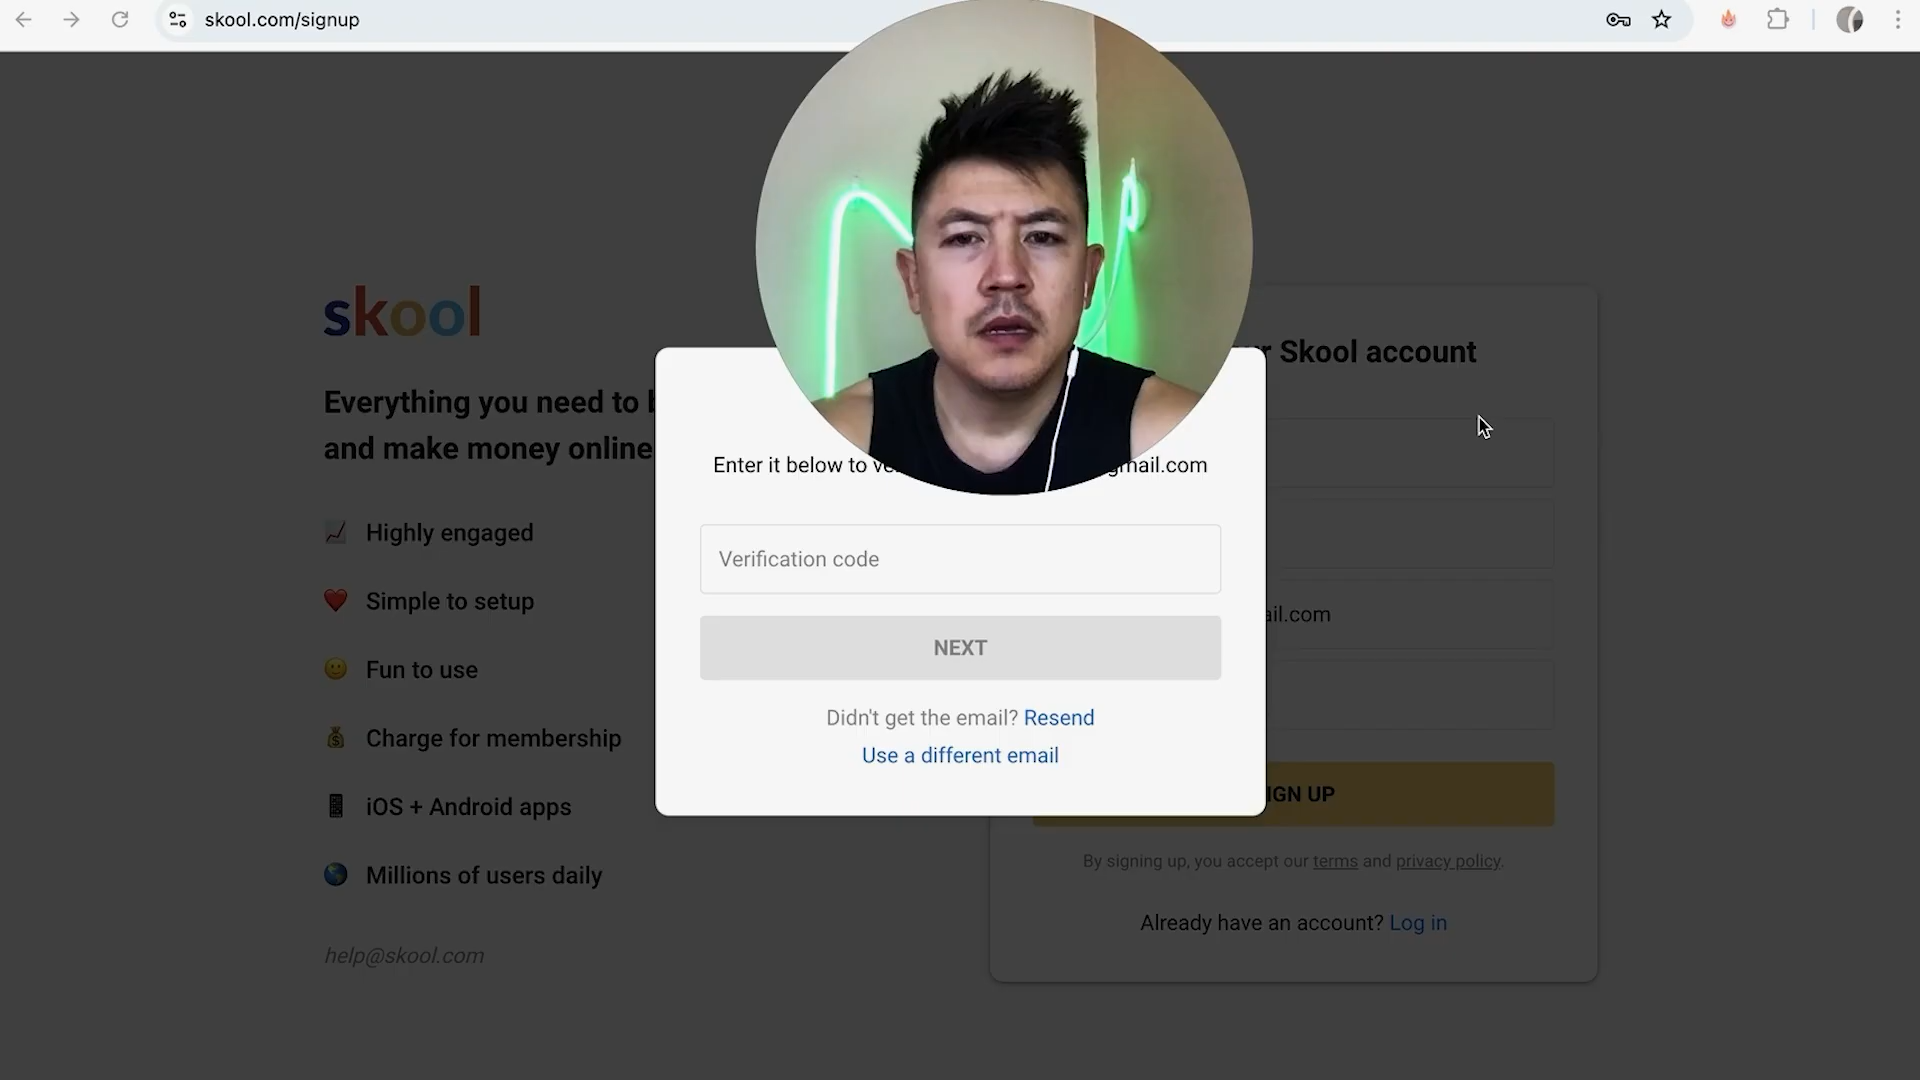 skool.com/signup
skool
Everything you need to
and make money online
Highly engaged
Simple to setup
Fun to use
Charge for membership
iOS + Android apps
Millions of users daily
help@skool.com
Skool account
Enter it below to
gmail.com
Verification code
NEXT
Didn't get the email? Resend
Use a different email
ail.com
IGN UP
By signing up, you accept our terms and privacy policy.
Already have an account? Log in